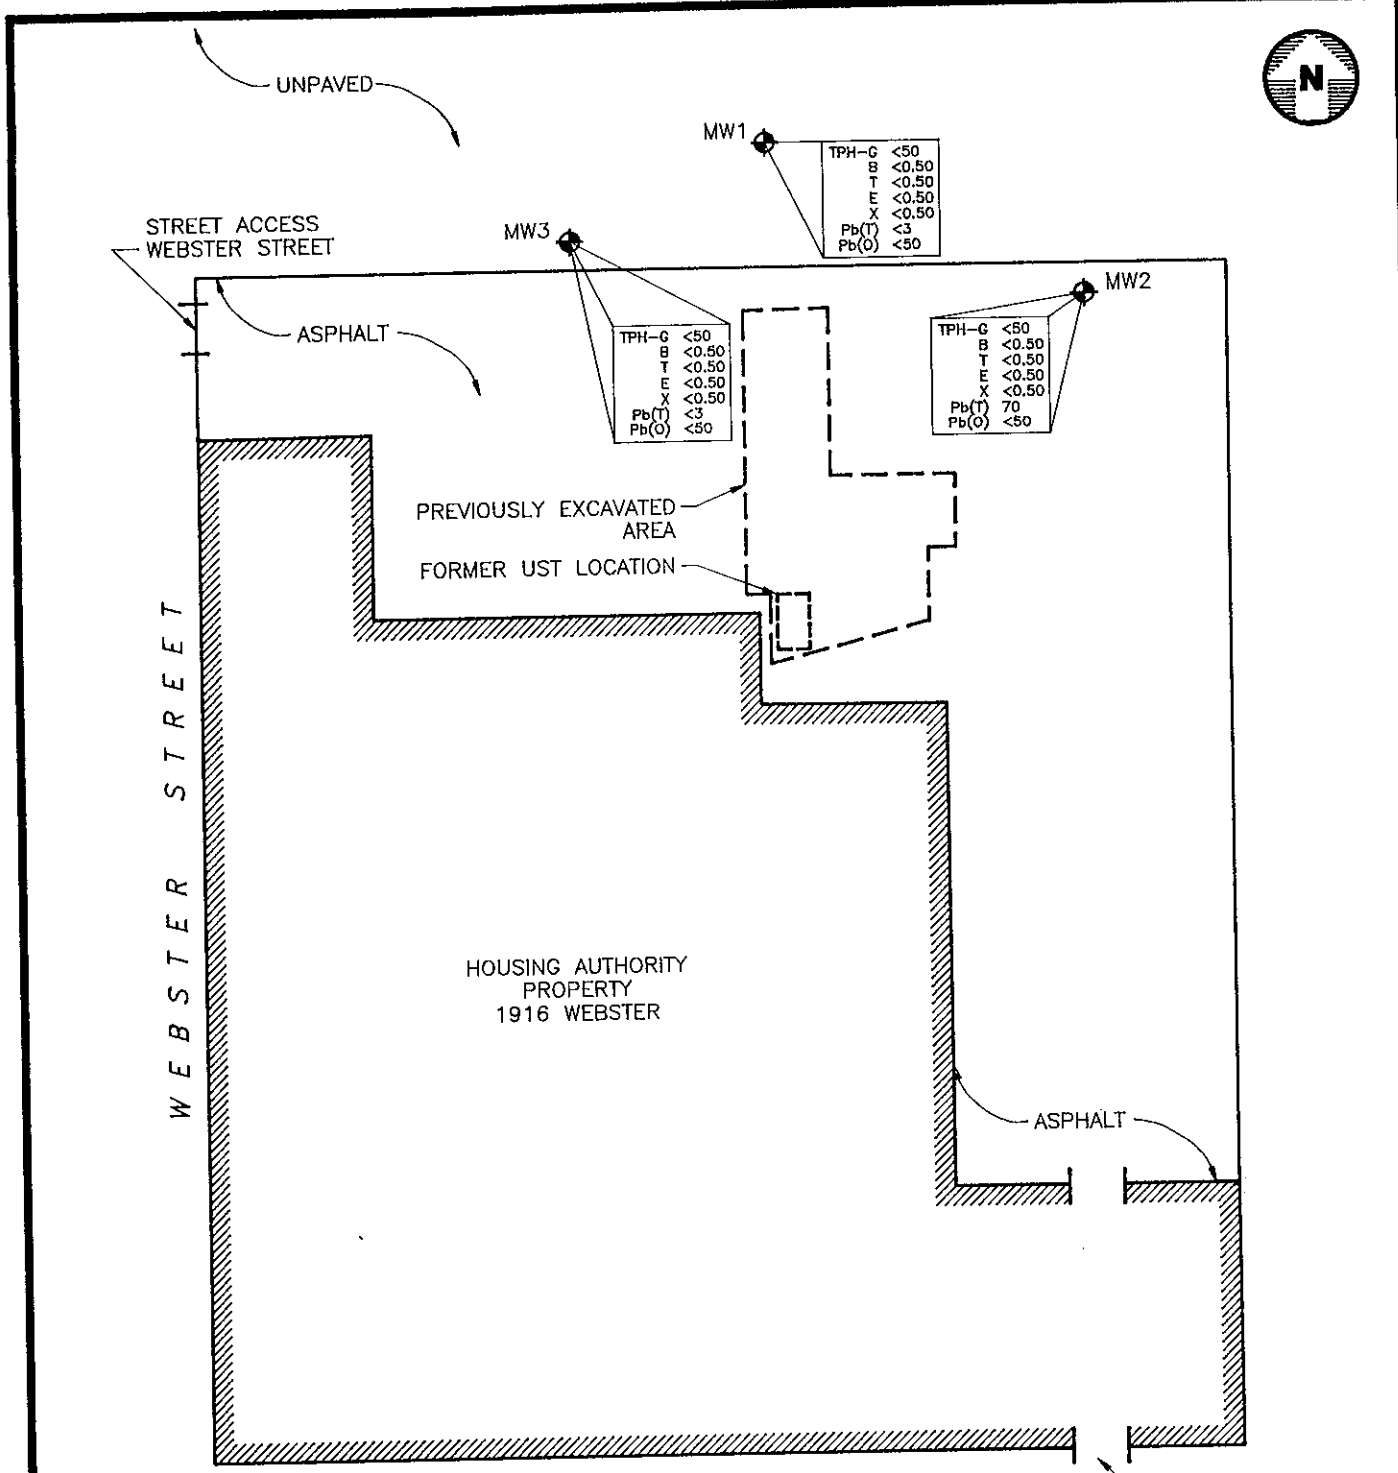 UNPAVED
N
MW1
TPH-G <50
B <0.50
T <0.50
E <0.50
X <0.50
Pb(T) <3
Pb(O) <50
STREET ACCESS
WEBSTER STREET
MW3
TPH-G <50
B <0.50
T <0.50
E <0.50
X <0.50
Pb(T) <3
Pb(O) <50
MW2
TPH-G <50
B <0.50
T <0.50
E <0.50
X <0.50
Pb(T) 70
Pb(O) <50
ASPHALT
PREVIOUSLY EXCAVATED
AREA
FORMER UST LOCATION
WEBSTER STREET
HOUSING AUTHORITY
PROPERTY
1916 WEBSTER
ASPHALT